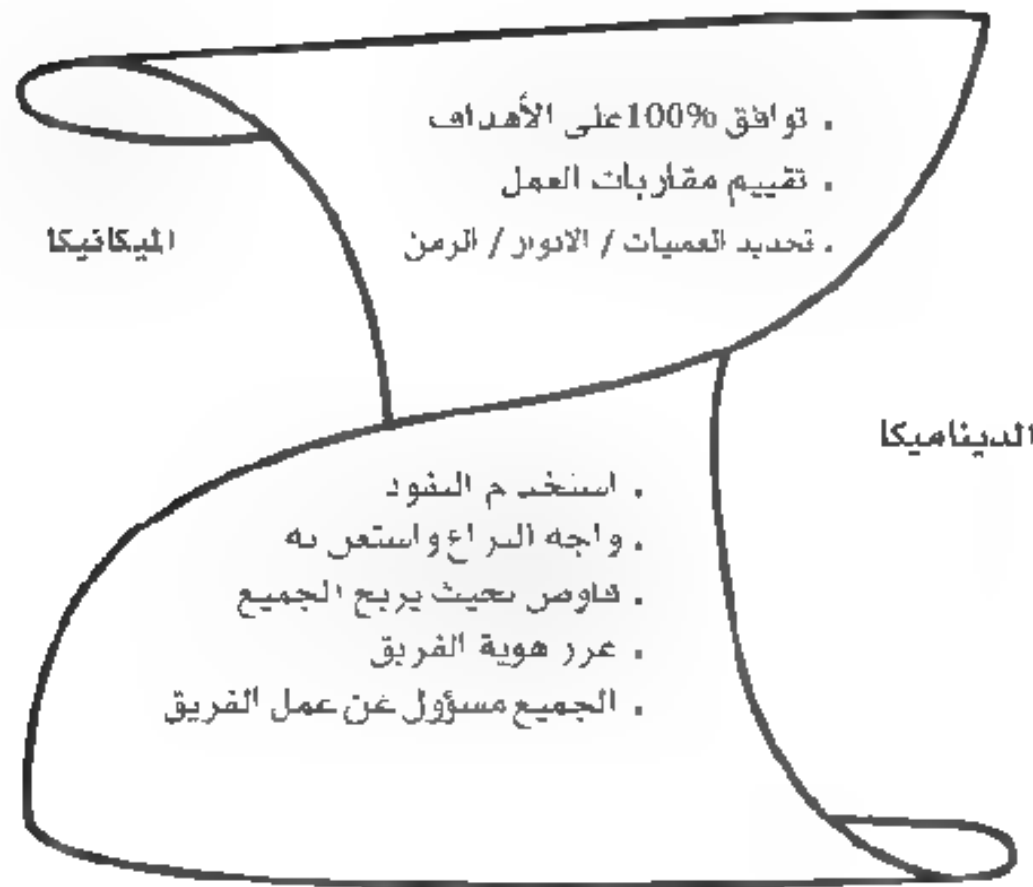 . توافق 100% على الأهداف
. تقييم مقاربات العمل
الميكانيكا
. تحديد العمليات / الادوار / الزمن
الديناميكا
. استخدم النفوذ
. واجه النزاع واستعن به
. فاوض بحيث يربح الجميع
. عزز هوية الفريق
. الجميع مسؤول عن عمل الفريق